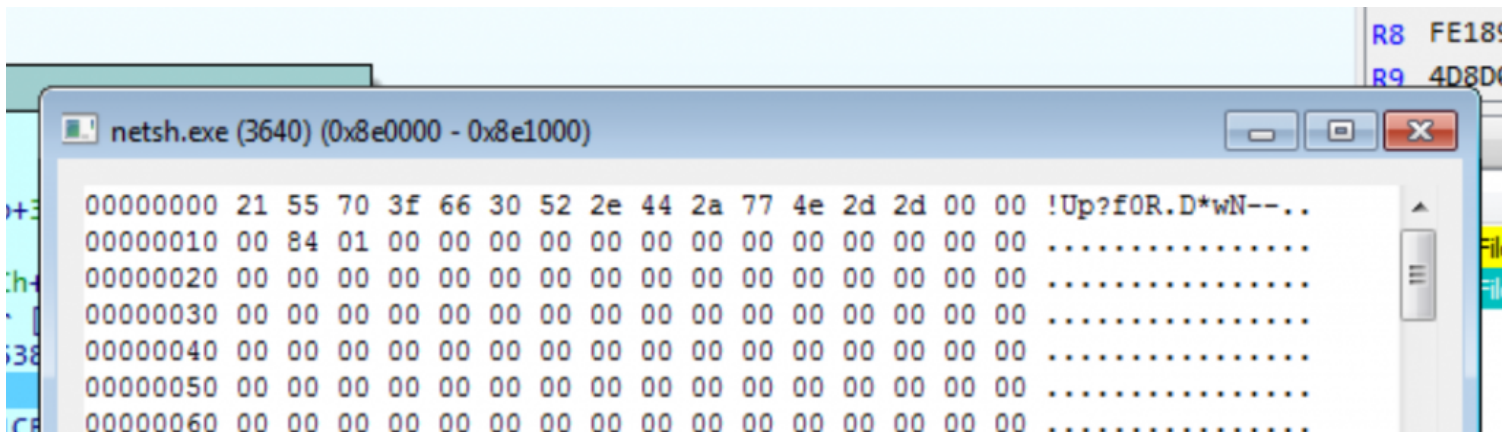 R8 FE189
R9 4D8D0
netsh.exe (3640) (0x8e0000 - 0x8e1000)
00000000 21 55 70 3f 66 30 52 2e 44 2a 77 4e 2d 2d 00 00 !Up?f0R.D*wN--..
00000010 00 84 01 00 00 00 00 00 00 00 00 00 00 00 00 00 ................
00000020 00 00 00 00 00 00 00 00 00 00 00 00 00 00 00 00 ................
00000030 00 00 00 00 00 00 00 00 00 00 00 00 00 00 00 00 ................
00000040 00 00 00 00 00 00 00 00 00 00 00 00 00 00 00 00 ................
00000050 00 00 00 00 00 00 00 00 00 00 00 00 00 00 00 00 ................
00000060 00 00 00 00 00 00 00 00 00 00 00 00 00 00 00 00 ................